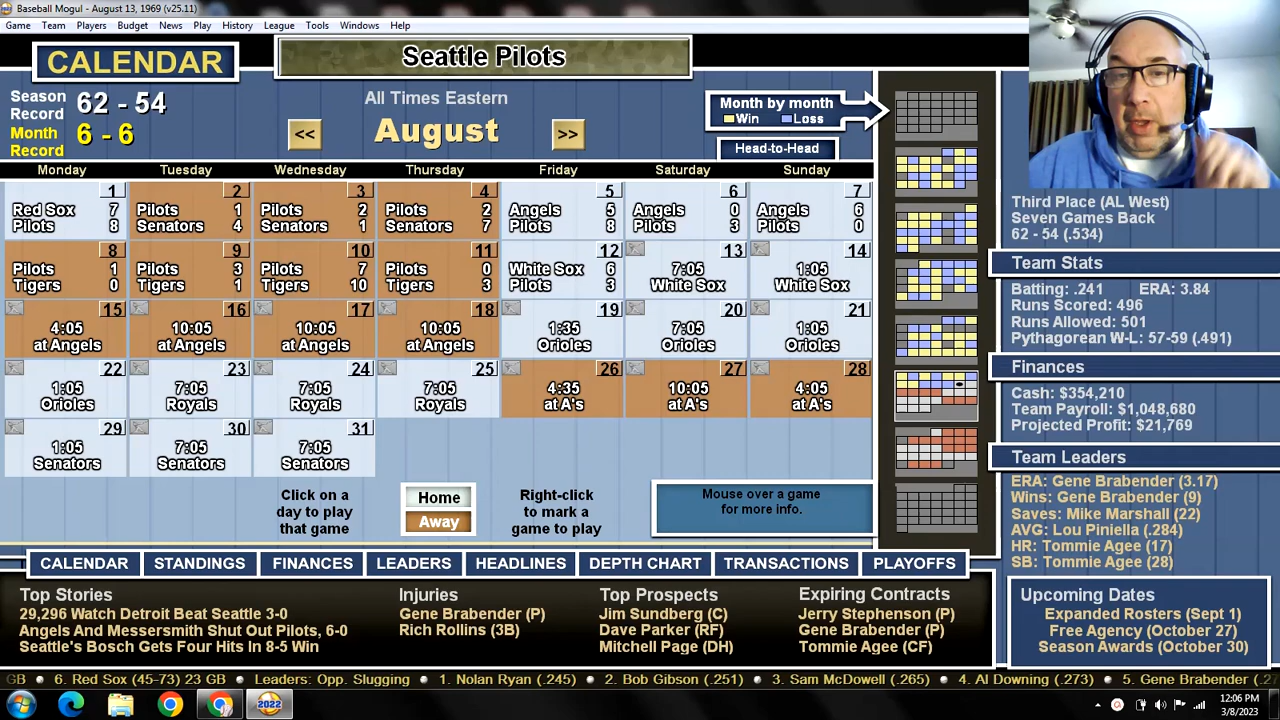 Baseball Mogul - August 13, 1969 (v25.11)
Game Team Players Budget News Play History League Tools Windows Help
CALENDAR
Seattle Pilots
Season Record 62 - 54
Month Record 6 - 6
All Times Eastern
<< August >>
Month by month
Win Loss
Head-to-Head
Monday Tuesday Wednesday Thursday Friday Saturday Sunday
1 2 3 4 5 6 7
Red Sox 7 Pilots 1 Pilots 2 Pilots 2 Angels 5 Angels 0 Angels 6
Pilots 8 Senators 4 Senators 1 Senators 7 Pilots 8 Pilots 3 Pilots 0
8 9 10 11 12 13 14
Pilots 1 Pilots 3 Pilots 7 Pilots 0 White Sox 6 7:05 1:05
Tigers 0 Tigers 1 Tigers 10 Tigers 3 Pilots 3 White Sox White Sox
15 16 17 18 19 20 21
4:05 10:05 10:05 10:05 1:35 7:05 1:05
at Angels at Angels at Angels at Angels Orioles Orioles Orioles
22 23 24 25 26 27 28
1:05 7:05 7:05 7:05 4:35 10:05 4:05
Orioles Royals Royals Royals at A's at A's at A's
29 30 31
1:05 7:05 7:05
Senators Senators Senators
Click on a
day to play
that game
Home
Away
Right-click
to mark a
game to play
Mouse over a game
for more info.
Third Place (AL West)
Seven Games Back
62 - 54 (.534)
Team Stats
Batting: .241 ERA: 3.84
Runs Scored: 496
Runs Allowed: 501
Pythagorean W-L: 57-59 (.491)
Finances
Cash: $354,210
Team Payroll: $1,048,680
Projected Profit: $21,769
Team Leaders
ERA: Gene Brabender (3.17)
Wins: Gene Brabender (9)
Saves: Mike Marshall (22)
AVG: Lou Piniella (.284)
HR: Tommie Agee (17)
SB: Tommie Agee (28)
CALENDAR STANDINGS FINANCES LEADERS HEADLINES DEPTH CHART TRANSACTIONS PLAYOFFS
Top Stories
29,296 Watch Detroit Beat Seattle 3-0
Angels And Messersmith Shut Out Pilots, 6-0
Seattle's Bosch Gets Four Hits In 8-5 Win
Injuries
Gene Brabender (P)
Rich Rollins (3B)
Top Prospects
Jim Sundberg (C)
Dave Parker (RF)
Mitchell Page (DH)
Expiring Contracts
Jerry Stephenson (P)
Gene Brabender (P)
Tommie Agee (CF)
Upcoming Dates
Expanded Rosters (Sept 1)
Free Agency (October 27)
Season Awards (October 30)
GB 6. Red Sox (45-73) 23 GB Leaders: Opp. Slugging 1. Nolan Ryan (.245) 2. Bob Gibson (.251) 3. Sam McDowell (.265) 4. Al Downing (.273) 5. Gene Brabender
2022
12:06 PM
3/8/2023